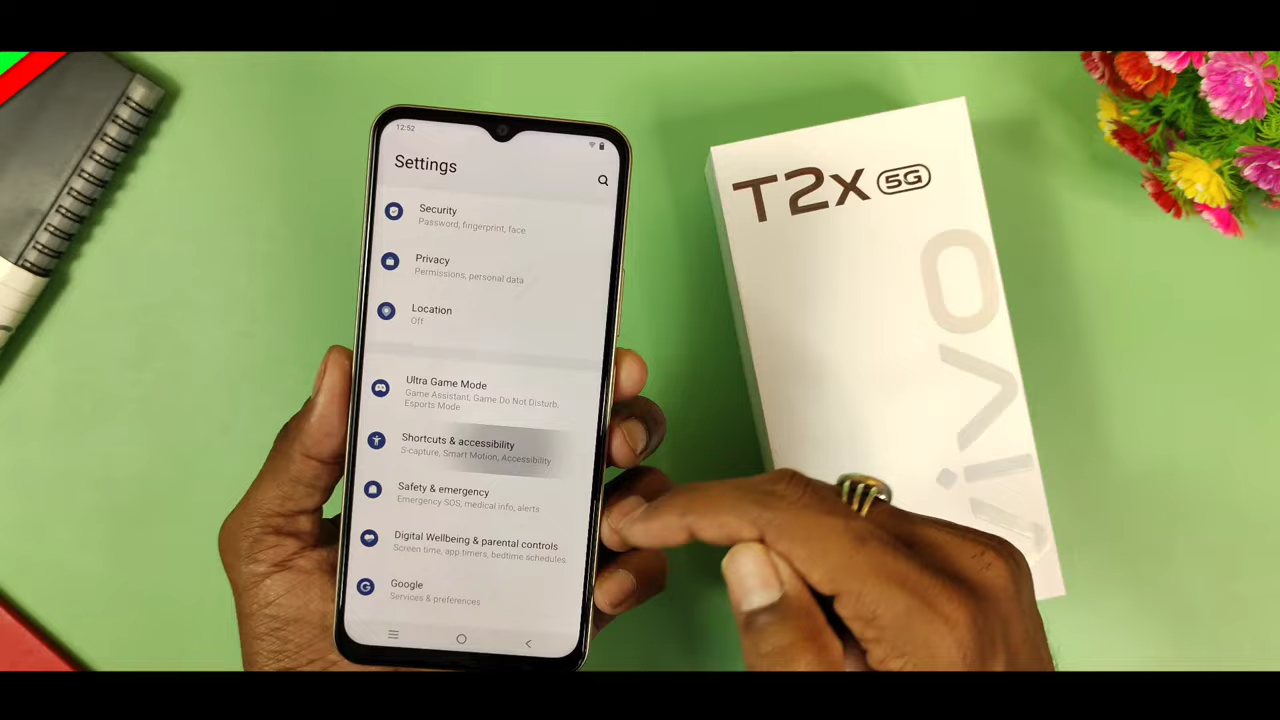 12:52
Settings
Security
Password, fingerprint, face
Privacy
Permissions, personal data
Location
Off
Ultra Game Mode
Game Assistant, Game Do Not Disturb,
Esports Mode
Shortcuts & accessibility
S-capture, Smart Motion, Accessibility
Safety & emergency
Emergency SOS, medical info, alerts
Digital Wellbeing & parental controls
Screen time, app timers, bedtime schedules
Google
Services & preferences
T2x 5G
vivo